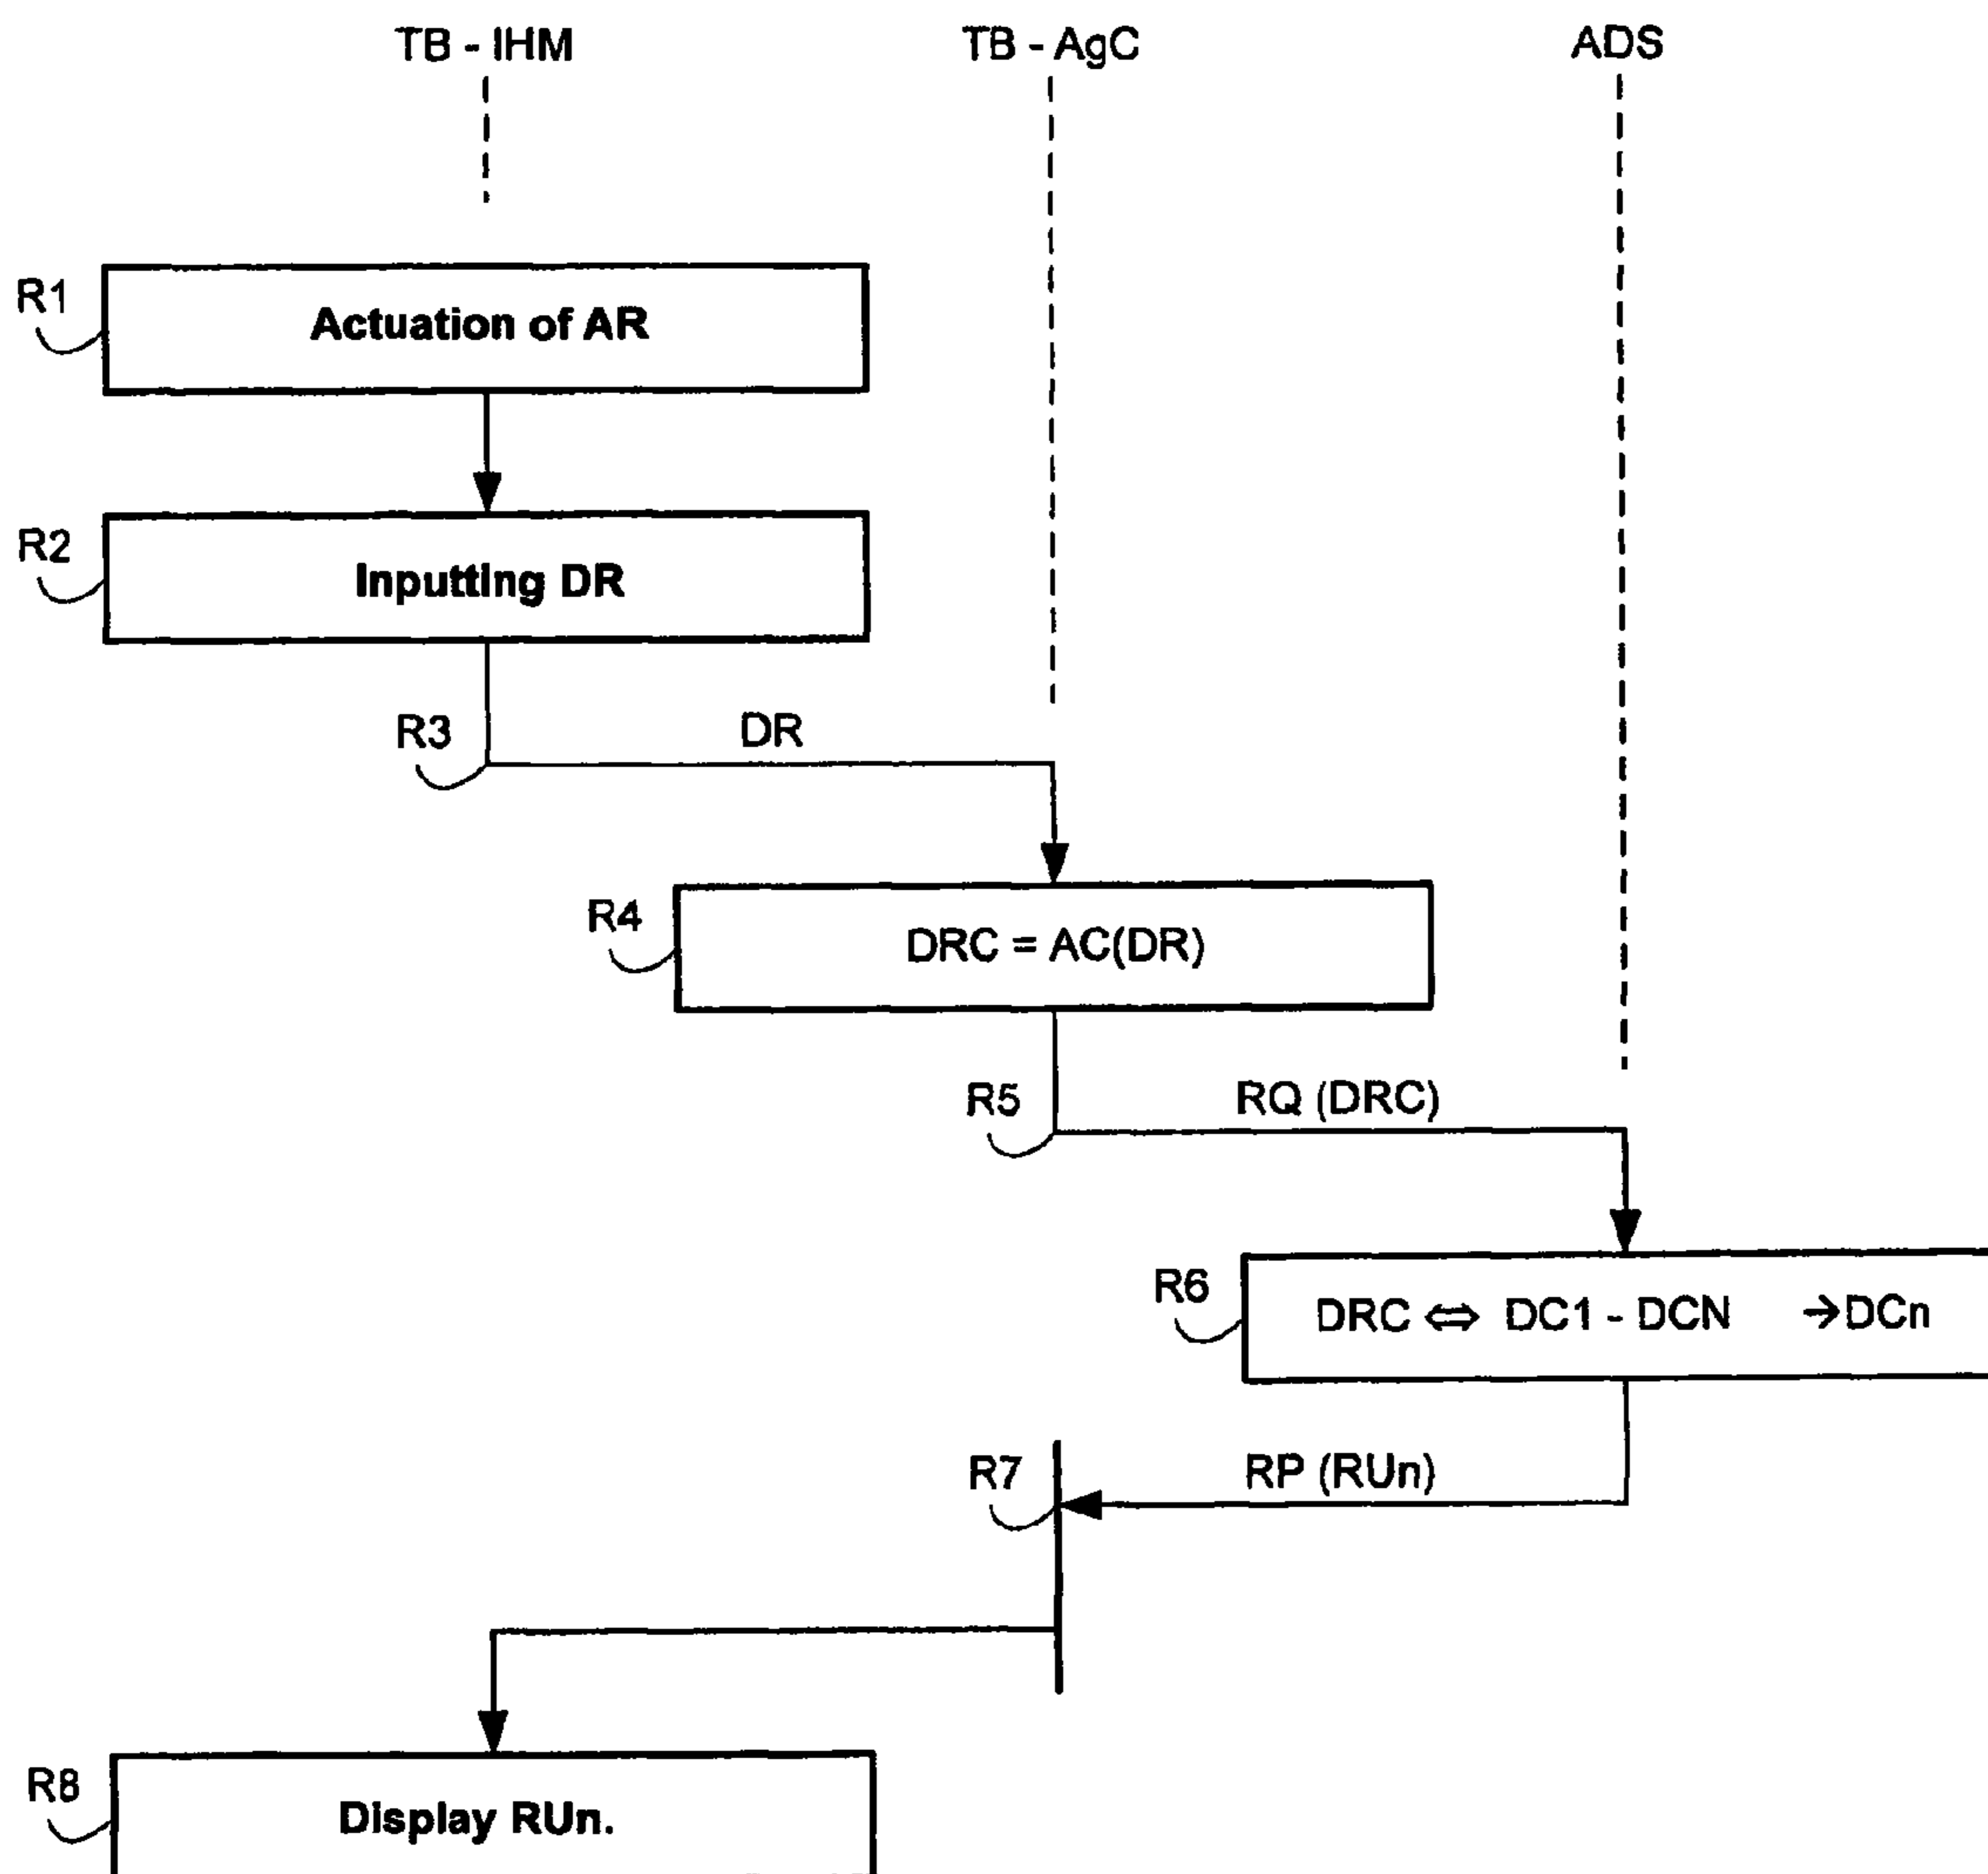 TB - IHM
TB - AgC
ADS
R1
Actuation of AR
R2
Inputting DR
R3
DR
R4
DRC = AC(DR)
R5
RQ (DRC)
R6
DRC ⇔ DC1 - DCN →DCn
R7
RP (RUn)
R8
Display RUn.